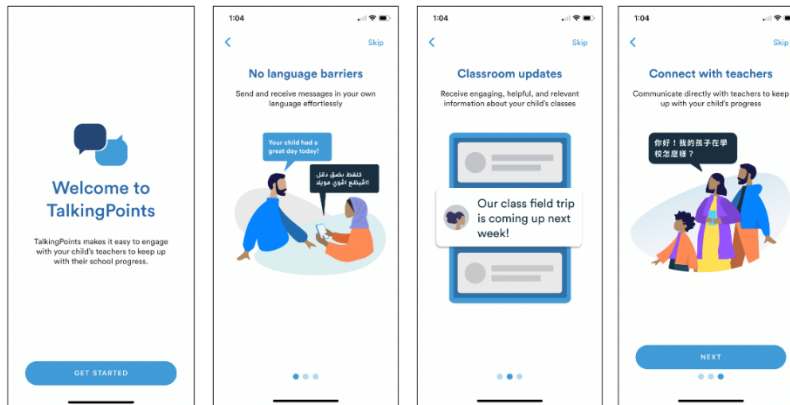 Welcome to
TalkingPoints
TalkingPoints makes it easy to engage
with your child's teachers to keep up
with their school progress.
GET STARTED
1:04
Skip
No language barriers
Send and receive messages in your own
language effortlessly
Your child had a
great day today!
1:04
Skip
Classroom updates
Receive engaging, helpful, and relevant
information about your child's classes
Our class field trip
is coming up next
week!
1:04
Skip
Connect with teachers
Communicate directly with teachers to keep
up with your child's progress
你好！我的孩子在學
校怎麼樣？
NEXT